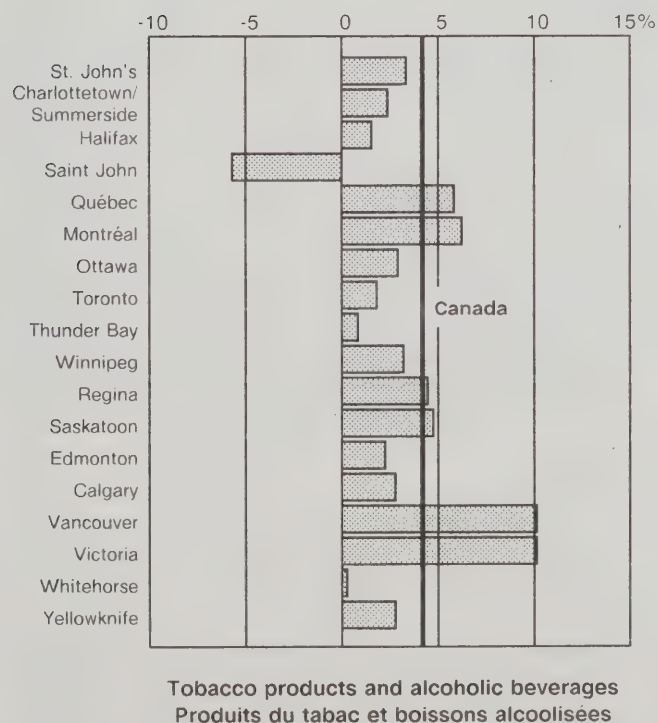 -10 -5 0 5 10 15%
St. John's
Charlottetown/
Summerside
Halifax
Saint John
Québec
Montréal
Ottawa
Toronto
Canada
Thunder Bay
Winnipeg
Regina
Saskatoon
Edmonton
Calgary
Vancouver
Victoria
Whitehorse
Yellowknife
Tobacco products and alcoholic beverages
Produits du tabac et boissons alcoolisées